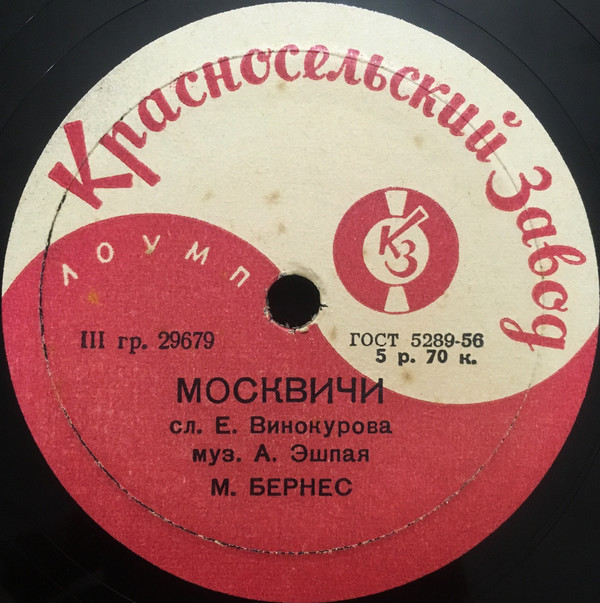 Красносельский Завод
ЛОУМП
КЗ
III гр. 29679
ГОСТ 5289-56
5 р. 70 к.
МОСКВИЧИ
сл. Е. Винокурова
муз. А. Эшпая
М. БЕРНЕС